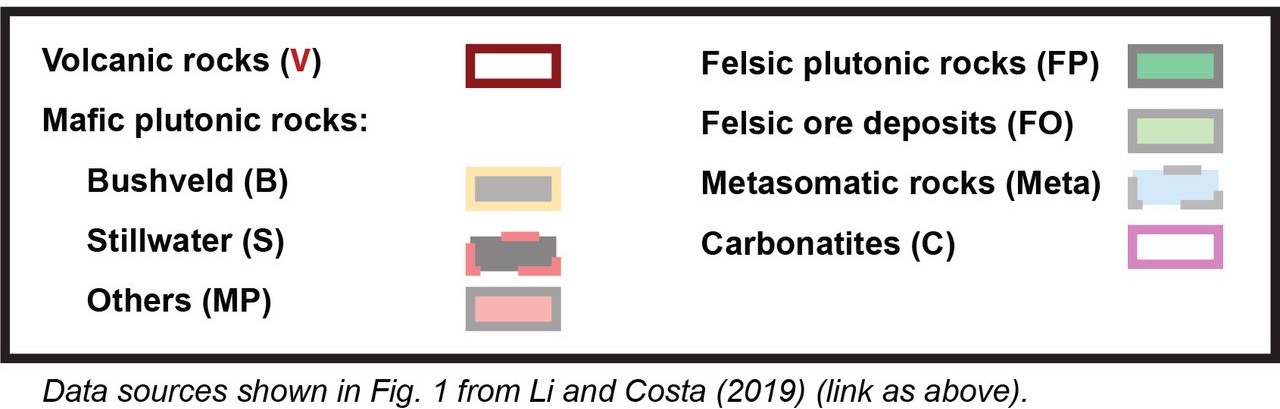 Volcanic rocks (V)
Mafic plutonic rocks:
Bushveld (B)
Stillwater (S)
Others (MP)
Felsic plutonic rocks (FP)
Felsic ore deposits (FO)
Metasomatic rocks (Meta)
Carbonatites (C)
Data sources shown in Fig. 1 from Li and Costa (2019) (link as above).